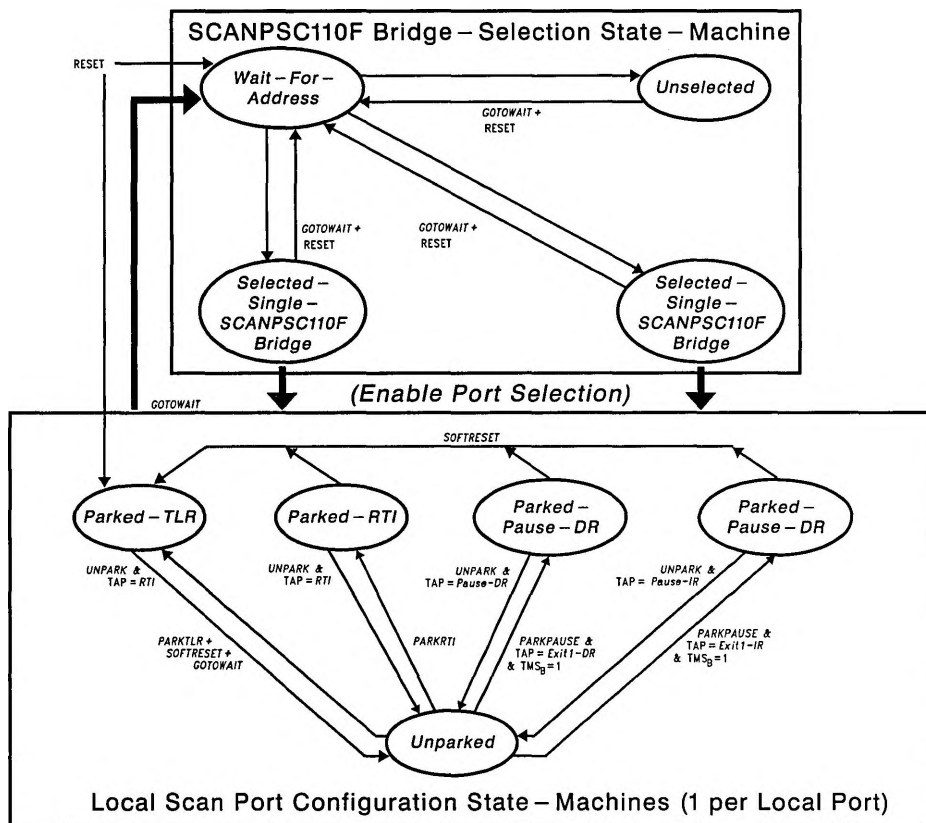 SCANPSC110F Bridge – Selection State – Machine
RESET
Wait – For –
Address
Unselected
GOTOWAIT +
RESET
GOTOWAIT +
RESET
GOTOWAIT +
RESET
Selected –
Single –
SCANPSC110F
Bridge
Selected –
Single –
SCANPSC110F
Bridge
(Enable Port Selection)
GOTOWAIT
SOFTRESET
Parked – TLR
Parked – RTI
Parked –
Pause – DR
Parked –
Pause – DR
UNPARK &
TAP = RTI
UNPARK &
TAP = RTI
UNPARK &
TAP = Pause-DR
UNPARK &
TAP = Pause-IR
PARKTLR +
SOFTRESET +
GOTOWAIT
PARKRTI
PARKPAUSE &
TAP = Exit1-DR
& TMSB = 1
PARKPAUSE &
TAP = Exit1-IR
& TMSB = 1
Unparked
Local Scan Port Configuration State – Machines (1 per Local Port)